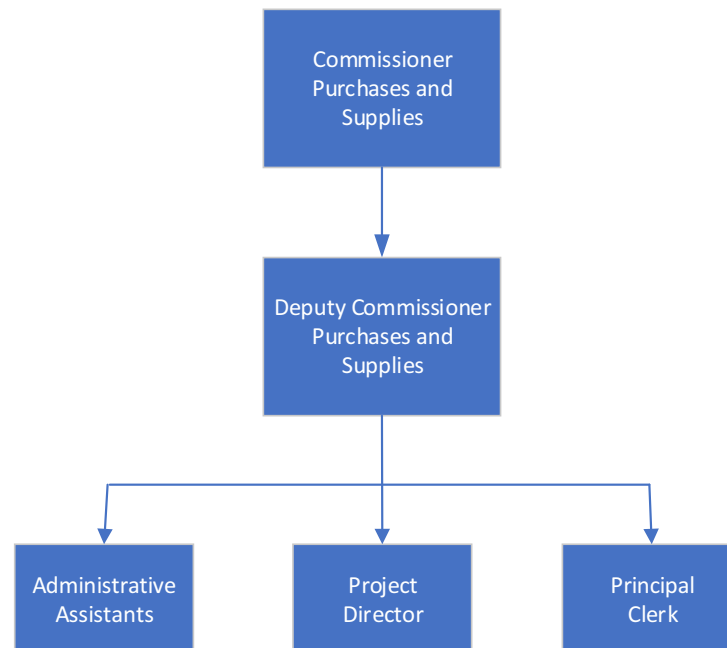 Commissioner
Purchases and
Supplies
Deputy Commissioner
Purchases and
Supplies
Administrative
Assistants
Project
Director
Principal
Clerk